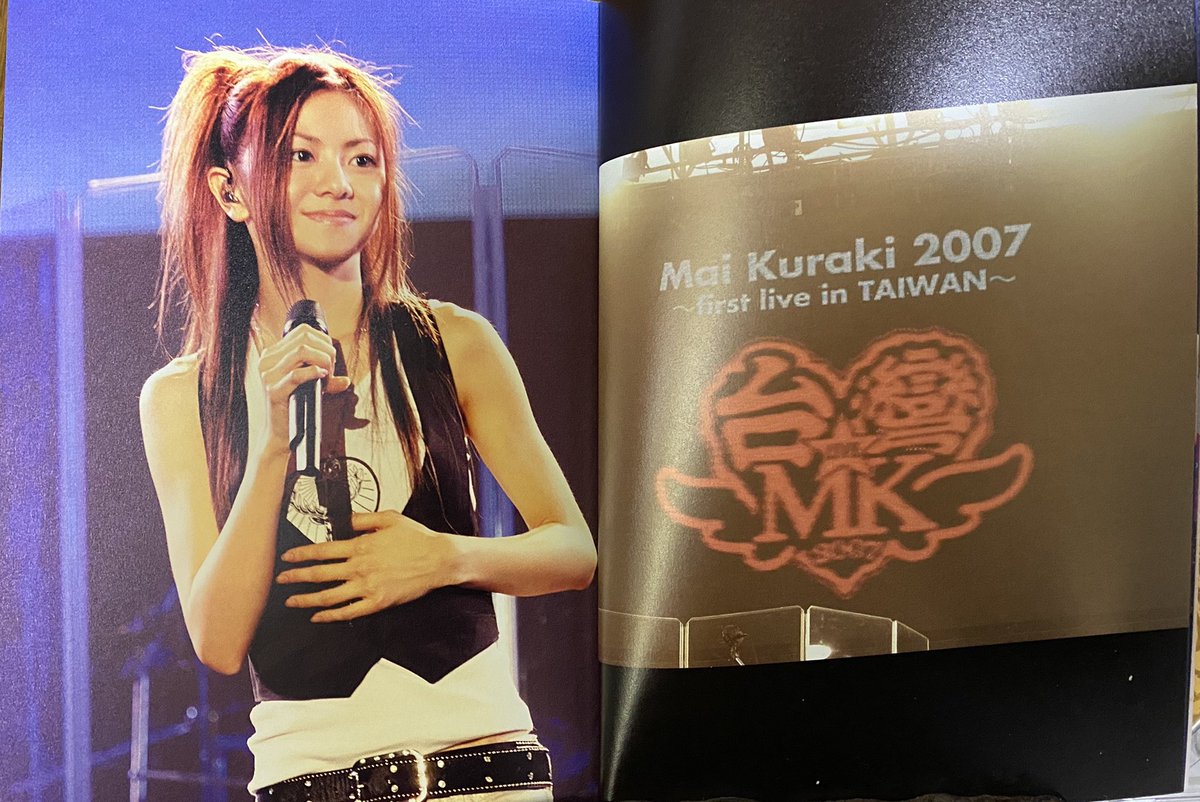 Mai Kuraki 2007
～first live in TAIWAN～
台灣
MK
2007